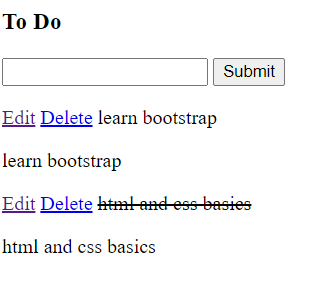 To Do
Submit
Edit Delete learn bootstrap
learn bootstrap
Edit Delete html and css basics
html and css basics